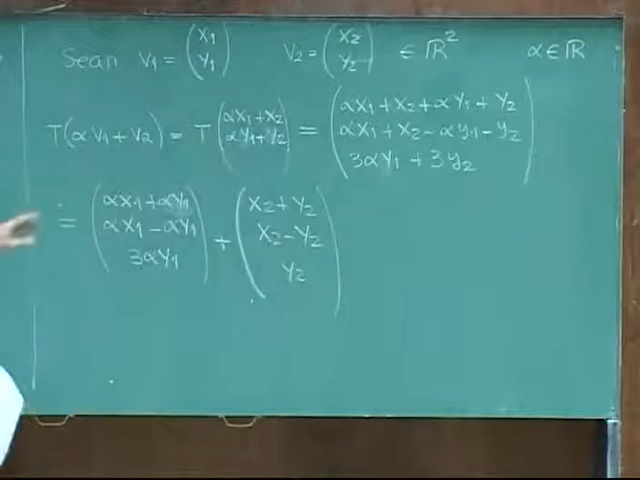 Sean V₁ = (x₁ y₁) V₂ = (x₂ y₂) ∈ ℝ² α ∈ ℝ
T(αV₁ + V₂) = T (αx₁+x₂ αy₁+y₂) = (αx₁ + x₂ + αy₁ + y₂
αx₁ + x₂ - αy₁ - y₂
3αy₁ + 3y₂)
= (αx₁ + αy₁ αx₁ - αy₁ 3αy₁) + (x₂ + y₂ x₂ - y₂ y₂)